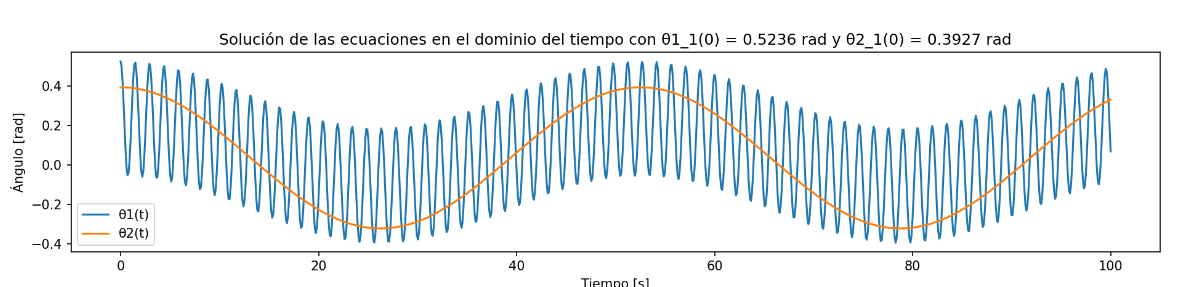 Solución de las ecuaciones en el dominio del tiempo con θ1_1(0) = 0.5236 rad y θ2_1(0) = 0.3927 rad
Ángulo [rad]
0.4
0.2
0.0
−0.2
−0.4
θ1(t)
θ2(t)
0 20 40 60 80 100
Tiempo [s]